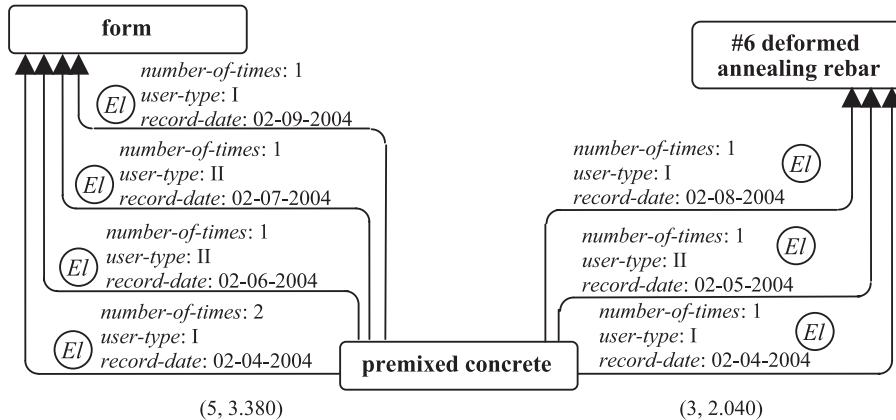 form
#6 deformed
annealing rebar
El
number-of-times: 1
user-type: I
record-date: 02-09-2004
El
number-of-times: 1
user-type: II
record-date: 02-07-2004
El
number-of-times: 1
user-type: II
record-date: 02-06-2004
El
number-of-times: 2
user-type: I
record-date: 02-04-2004
number-of-times: 1
user-type: I
record-date: 02-08-2004
El
number-of-times: 1
user-type: II
record-date: 02-05-2004
El
number-of-times: 1
user-type: I
record-date: 02-04-2004
El
premixed concrete
(5, 3.380)
(3, 2.040)